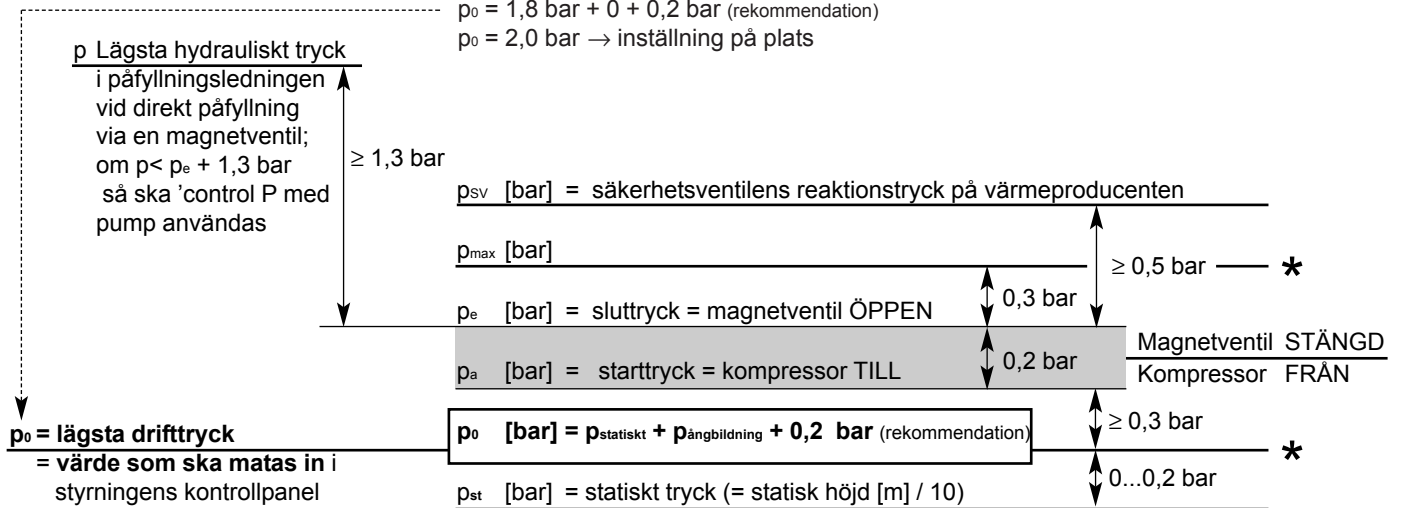 p₀ = 1,8 bar + 0 + 0,2 bar (rekommendation)
p₀ = 2,0 bar → inställning på plats
p Lägsta hydrauliskt tryck
i påfyllningsledningen
vid direkt påfyllning
via en magnetventil;
om p< pₑ + 1,3 bar
så ska 'control P med
pump användas
≥ 1,3 bar
pSV [bar] = säkerhetsventilens reaktionstryck på värmeproducenten
pmax [bar]
≥ 0,5 bar *
0,3 bar
pₑ [bar] = sluttryck = magnetventil ÖPPEN
Magnetventil STÄNGD
0,2 bar
pₐ [bar] = starttryck = kompressor TILL
Kompressor FRÅN
≥ 0,3 bar
p₀ = lägsta drifttryck
p₀ [bar] = pstatiskt + pångbildning + 0,2 bar (rekommendation)
*
= värde som ska matas in i
styrningens kontrollpanel
0...0,2 bar
pst [bar] = statiskt tryck (= statisk höjd [m] / 10)